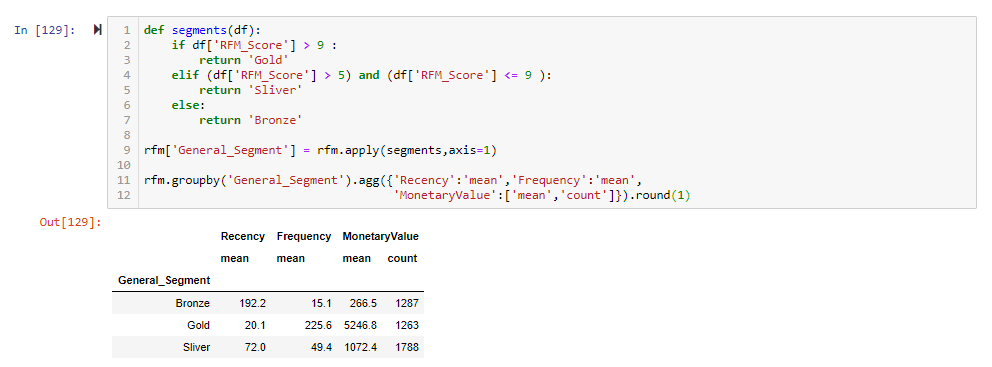 In [129]:
1 def segments(df):
2     if df['RFM_Score'] > 9 :
3         return 'Gold'
4     elif (df['RFM_Score'] > 5) and (df['RFM_Score'] <= 9 ):
5         return 'Sliver'
6     else:
7         return 'Bronze'
8
9 rfm['General_Segment'] = rfm.apply(segments,axis=1)
10
11 rfm.groupby('General_Segment').agg({'Recency':'mean','Frequency':'mean',
12                                    'MonetaryValue':['mean','count']}).round(1)
Out[129]:
Recency Frequency MonetaryValue
mean mean mean count
General_Segment
Bronze 192.2 15.1 266.5 1287
Gold 20.1 225.6 5246.8 1263
Sliver 72.0 49.4 1072.4 1788